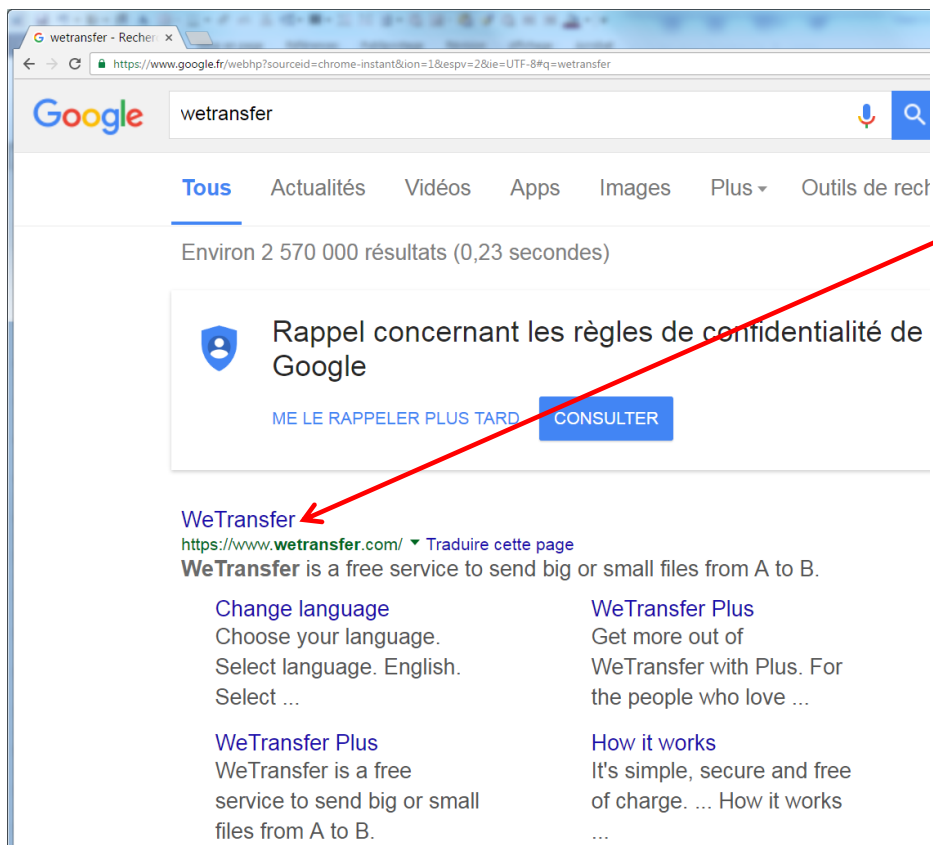 wetransfer - Recher
https://www.google.fr/webhp?sourceid=chrome-instant&ion=1&espv=2&ie=UTF-8#q=wetransfer
Google wetransfer
Tous Actualités Vidéos Apps Images Plus Outils de rech
Environ 2 570 000 résultats (0,23 secondes)
Rappel concernant les règles de confidentialité de
Google
ME LE RAPPELER PLUS TARD CONSULTER
WeTransfer
https://www.wetransfer.com/ Traduire cette page
WeTransfer is a free service to send big or small files from A to B.
Change language
Choose your language.
Select language. English.
Select ...
WeTransfer Plus
Get more out of
WeTransfer with Plus. For
the people who love ...
WeTransfer Plus
WeTransfer is a free
service to send big or small
files from A to B.
How it works
It's simple, secure and free
of charge. ... How it works
...